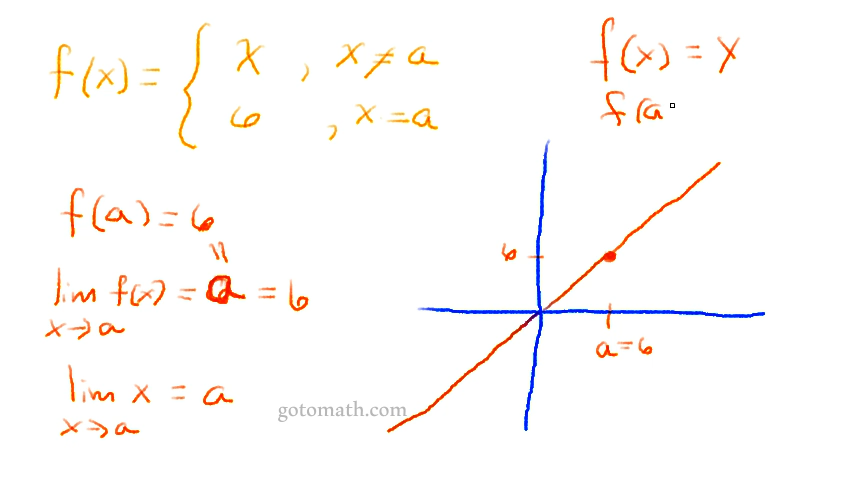 f(x) = { x , x ≠ a
6 , x = a
f(a) = 6
=
lim f(x) = a = 6
x→a
lim x = a
x→a
gotomath.com
f(x) = x
f(a
6
a=6